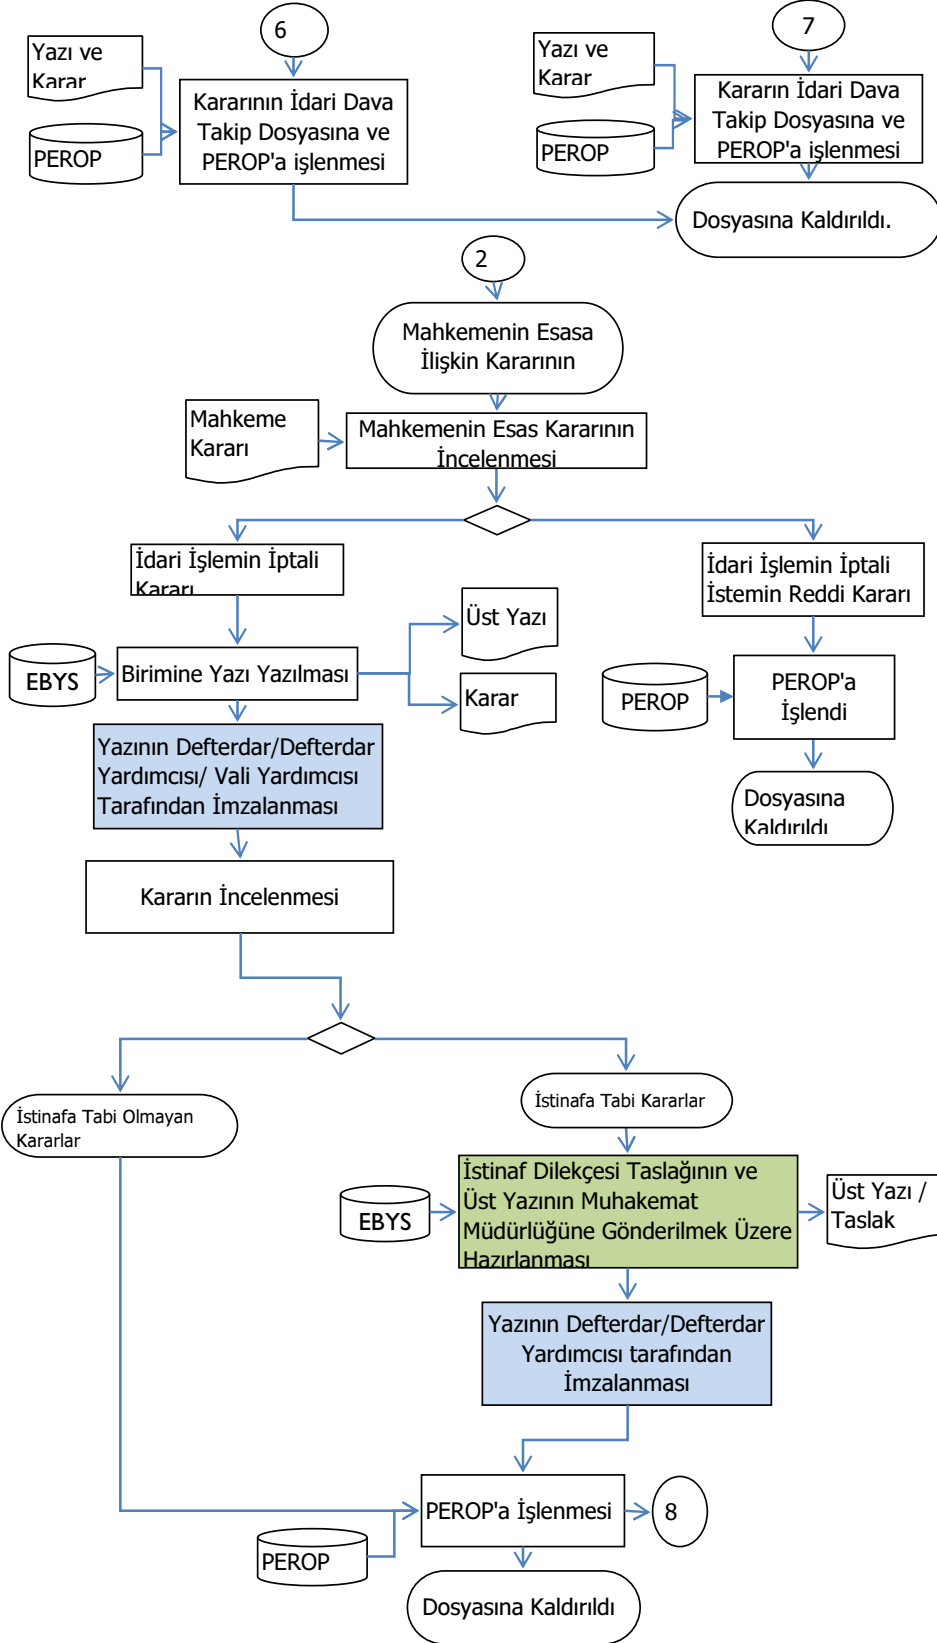 6
Yazı ve
Karar
PEROP
Kararının İdari Dava
Takip Dosyasına ve
PEROP'a işlenmesi
7
Yazı ve
Karar
PEROP
Kararın İdari Dava
Takip Dosyasına ve
PEROP'a işlenmesi
Dosyasına Kaldırıldı.
2
Mahkemenin Esasa
İlişkin Kararının
Mahkeme
Kararı
Mahkemenin Esas Kararının
İncelenmesi
İdari İşlemin İptali
Kararı
İdari İşlemin İptali
İstemin Reddi Kararı
Üst Yazı
EBYS
Birimine Yazı Yazılması
Karar
PEROP
PEROP'a
İşlendi
Yazının Defterdar/Defterdar
Yardımcısı/ Vali Yardımcısı
Tarafından İmzalanması
Dosyasına
Kaldırıldı
Kararın İncelenmesi
İstinafa Tabi Olmayan
Kararlar
İstinafa Tabi Kararlar
EBYS
İstinaf Dilekçesi Taslağının ve
Üst Yazının Muhakemat
Müdürlüğüne Gönderilmek Üzere
Hazırlanması
Üst Yazı /
Taslak
Yazının Defterdar/Defterdar
Yardımcısı tarafından
İmzalanması
PEROP'a İşlenmesi
8
PEROP
Dosyasına Kaldırıldı